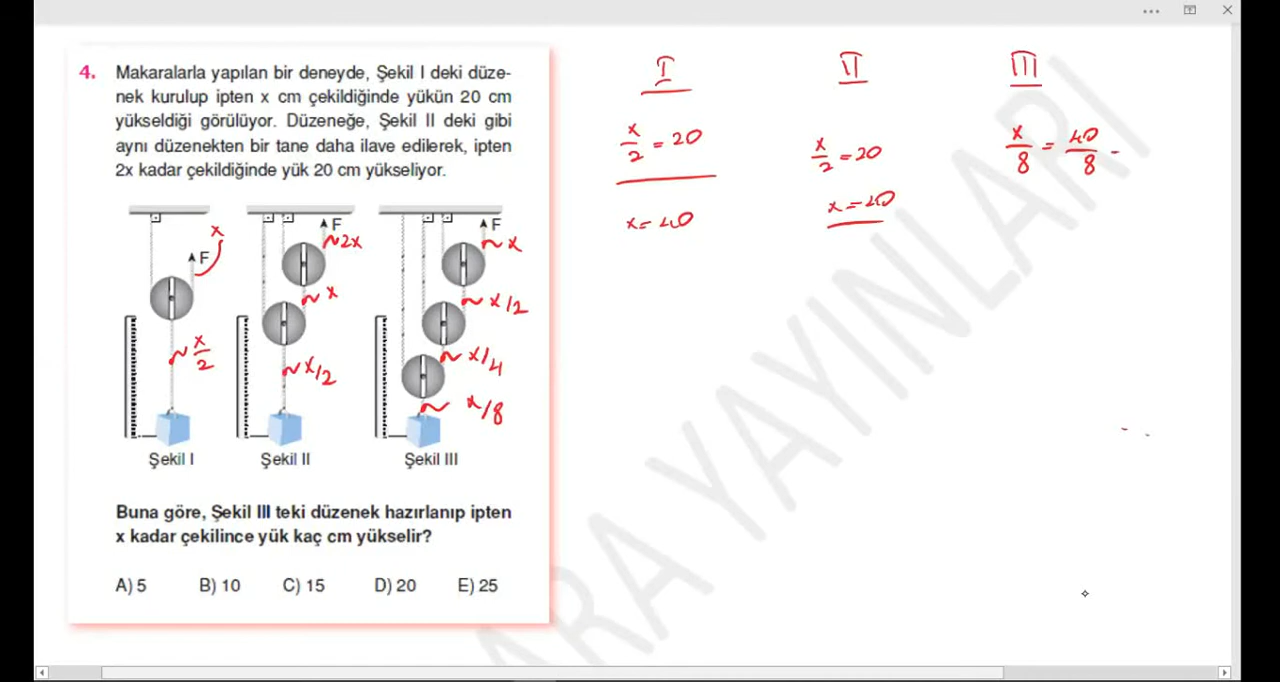 4. Makaralarla yapılan bir deneyde, Şekil I deki düze-
nek kurulup ipten x cm çekildiğinde yükün 20 cm
yükseldiği görülüyor. Düzeneğe, Şekil II deki gibi
aynı düzenekten bir tane daha ilave edilerek, ipten
2x kadar çekildiğinde yük 20 cm yükseliyor.
F
x
x/2
F
2x
x
x/2
F
x
x/2
x/4
x/8
Şekil I
Şekil II
Şekil III
Buna göre, Şekil III teki düzenek hazırlanıp ipten
x kadar çekilince yük kaç cm yükselir?
A) 5 B) 10 C) 15 D) 20 E) 25
I
x/2 = 20
x = 40
II
x/2 = 20
x = 40
III
x/8 = 40/8 -
ARA YAYINLARI